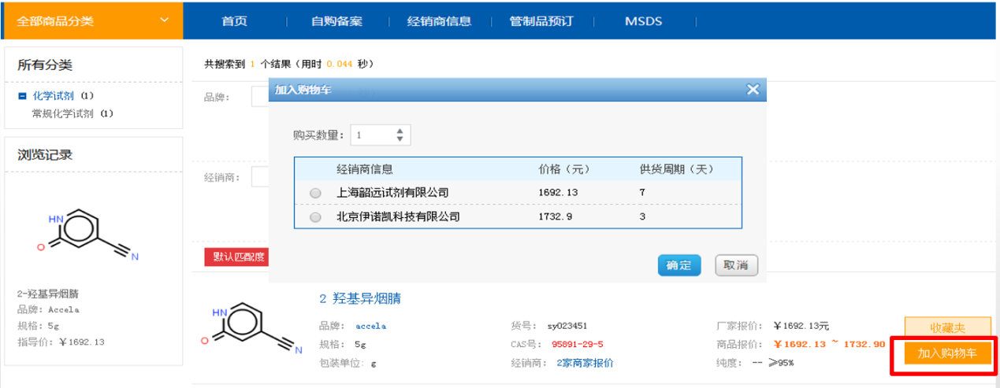 全部商品分类 首页 自购备案 经销商信息 管制品预订 MSDS
所有分类
化学试剂 (1)
常规化学试剂 (1)
浏览记录
HN
O
N
2-羟基异烟腈
品牌: Accela
规格: 5g
指导价: ¥1692.13
共搜索到 1 个结果(用时 0.044 秒)
品牌:
经销商:
默认匹配度
加入购物车
购买数量: 1
经销商信息 价格(元) 供货周期(天)
上海韶远试剂有限公司 1692.13 7
北京伊诺凯科技有限公司 1732.9 3
确定 取消
HN
O
N
2 羟基异烟腈
品牌: accela 货号: sy023451 厂家报价: ¥1692.13元
规格: 5g CAS号: 95891-29-5 商品报价: ¥1692.13 ~ 1732.90
包装单位: g 经销商: 2家商家报价 纯度: -- ≥95%
收藏夹
加入购物车